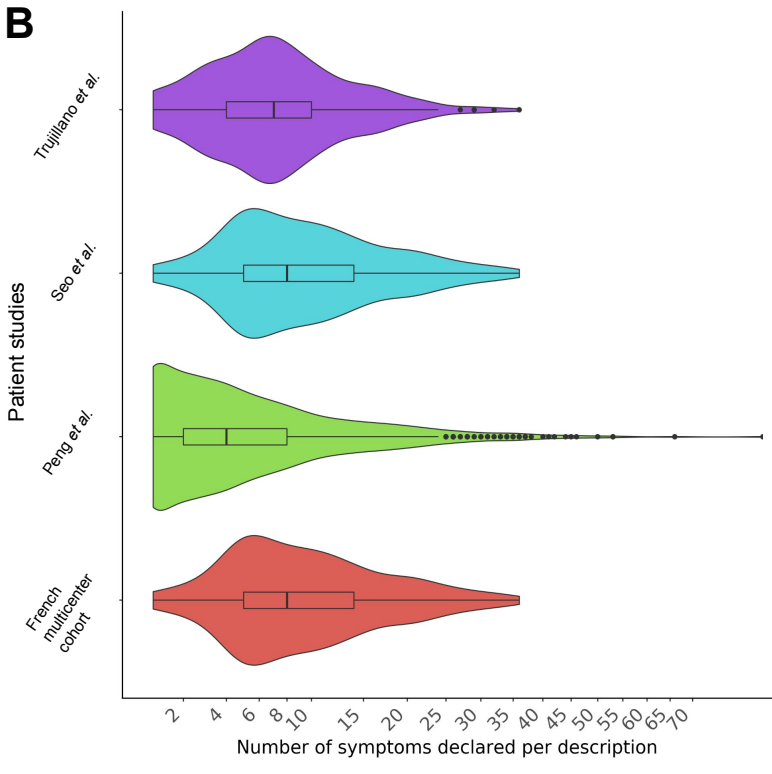 B
Patient studies
Trujillano et al.
Seo et al.
Peng et al.
French
multicenter
cohort
2 4 6 8 10 15 20 25 30 35 40 45 50 55 60 65 70
Number of symptoms declared per description